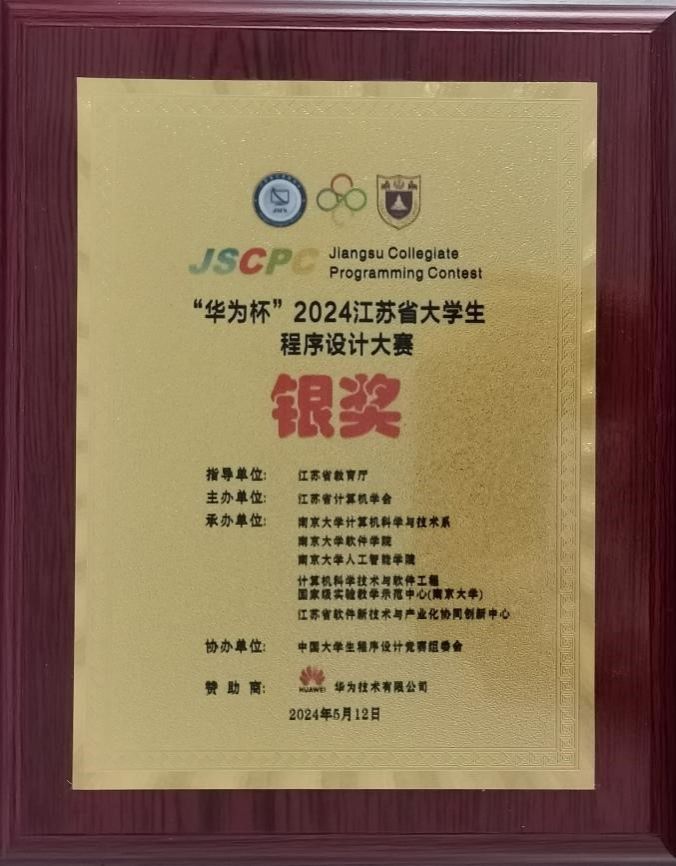 JSCPC Jiangsu Collegiate
Programming Contest
“华为杯”2024江苏省大学生
程序设计大赛
银奖
指导单位: 江苏省教育厅
主办单位: 江苏省计算机学会
承办单位: 南京大学计算机科学与技术系
南京大学软件学院
南京大学人工智能学院
计算机科学技术与软件工程
国家级实验教学示范中心(南京大学)
江苏省软件新技术与产业化协同创新中心
协办单位: 中国大学生程序设计竞赛组委会
赞助商: HUAWEI 华为技术有限公司
2024年5月12日